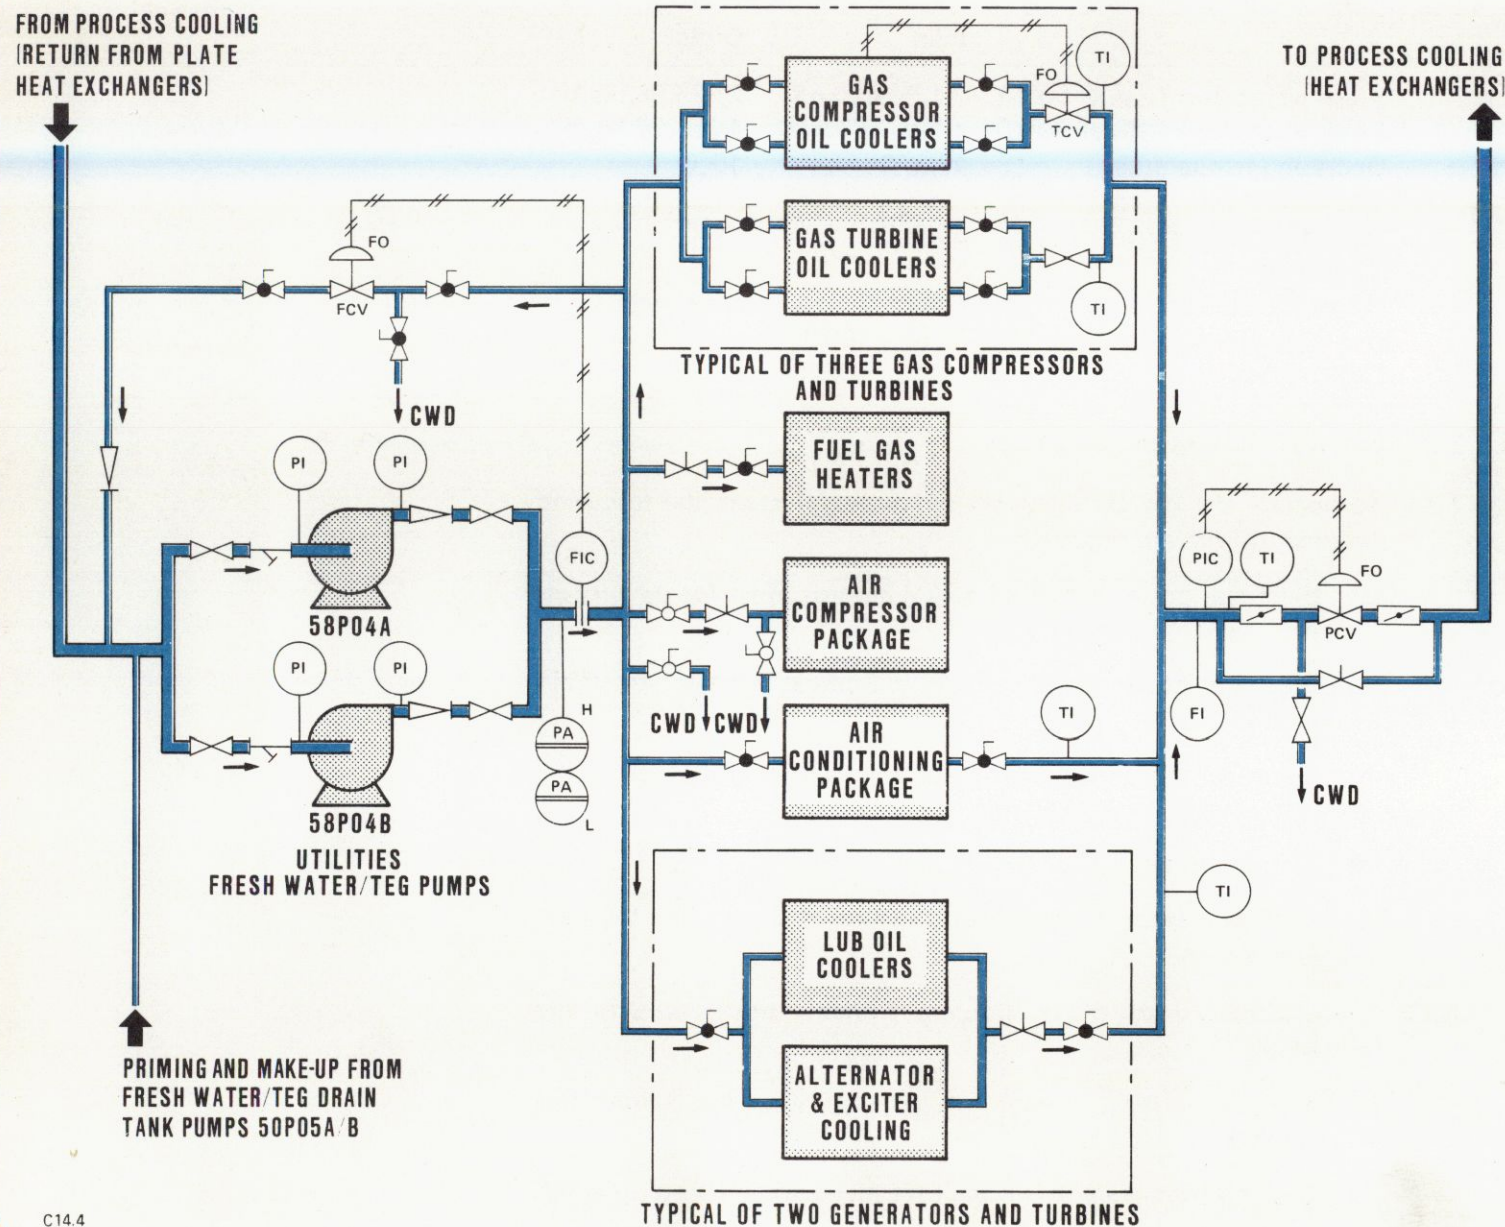 FROM PROCESS COOLING
(RETURN FROM PLATE
HEAT EXCHANGERS)
TO PROCESS COOLING
(HEAT EXCHANGERS)
GAS
COMPRESSOR
OIL COOLERS
FO
TCV
TI
GAS TURBINE
OIL COOLERS
TI
TYPICAL OF THREE GAS COMPRESSORS
AND TURBINES
FO
FCV
CWD
PI
PI
58P04A
PI
PI
58P04B
UTILITIES
FRESH WATER/TEG PUMPS
FIC
H
PA
PA
L
FUEL GAS
HEATERS
AIR
COMPRESSOR
PACKAGE
CWD
CWD
AIR
CONDITIONING
PACKAGE
TI
PIC
TI
FO
PCV
FI
CWD
TI
LUB OIL
COOLERS
ALTERNATOR
& EXCITER
COOLING
TYPICAL OF TWO GENERATORS AND TURBINES
PRIMING AND MAKE-UP FROM
FRESH WATER/TEG DRAIN
TANK PUMPS 50P05A/B
C14.4